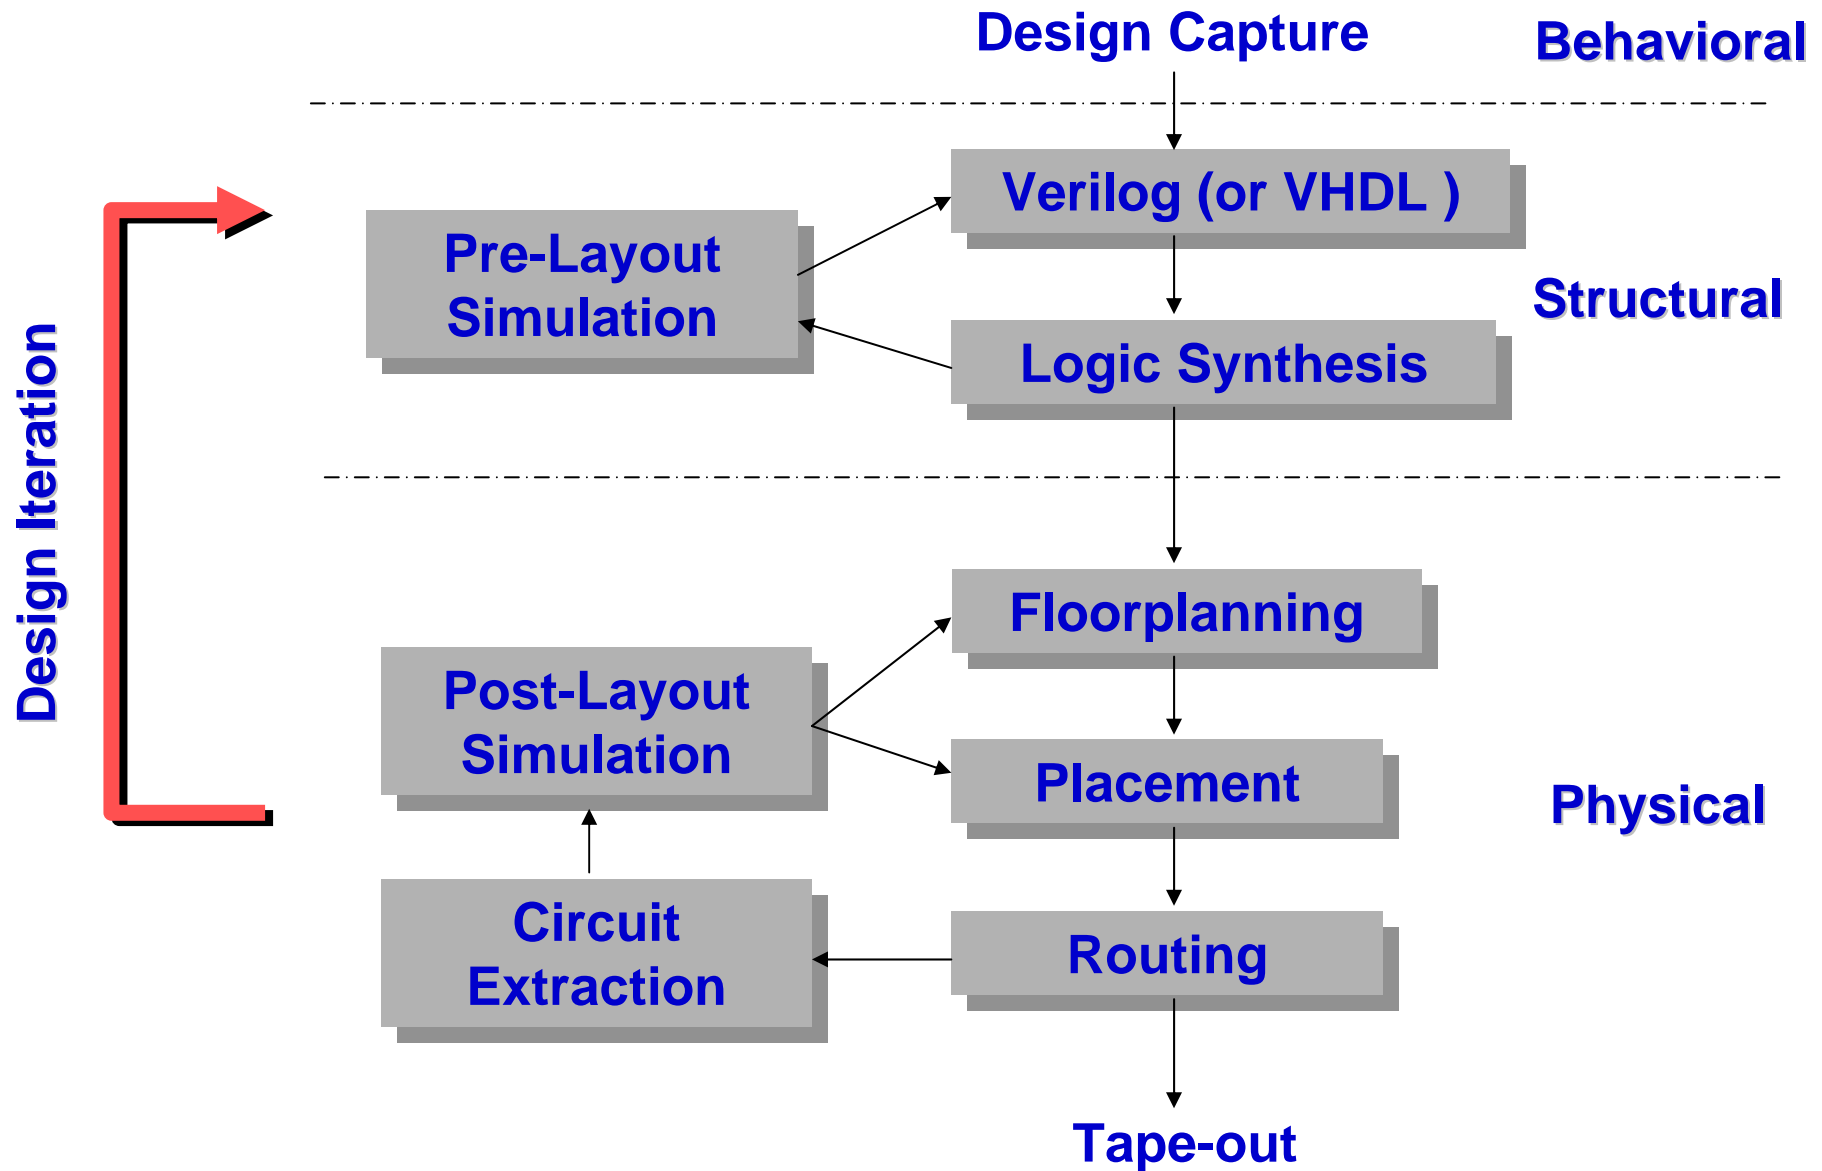 Design Capture
Behavioral
Verilog (or VHDL )
Pre-Layout
Simulation
Structural
Logic Synthesis
Design Iteration
Floorplanning
Post-Layout
Simulation
Placement
Physical
Circuit
Extraction
Routing
Tape-out